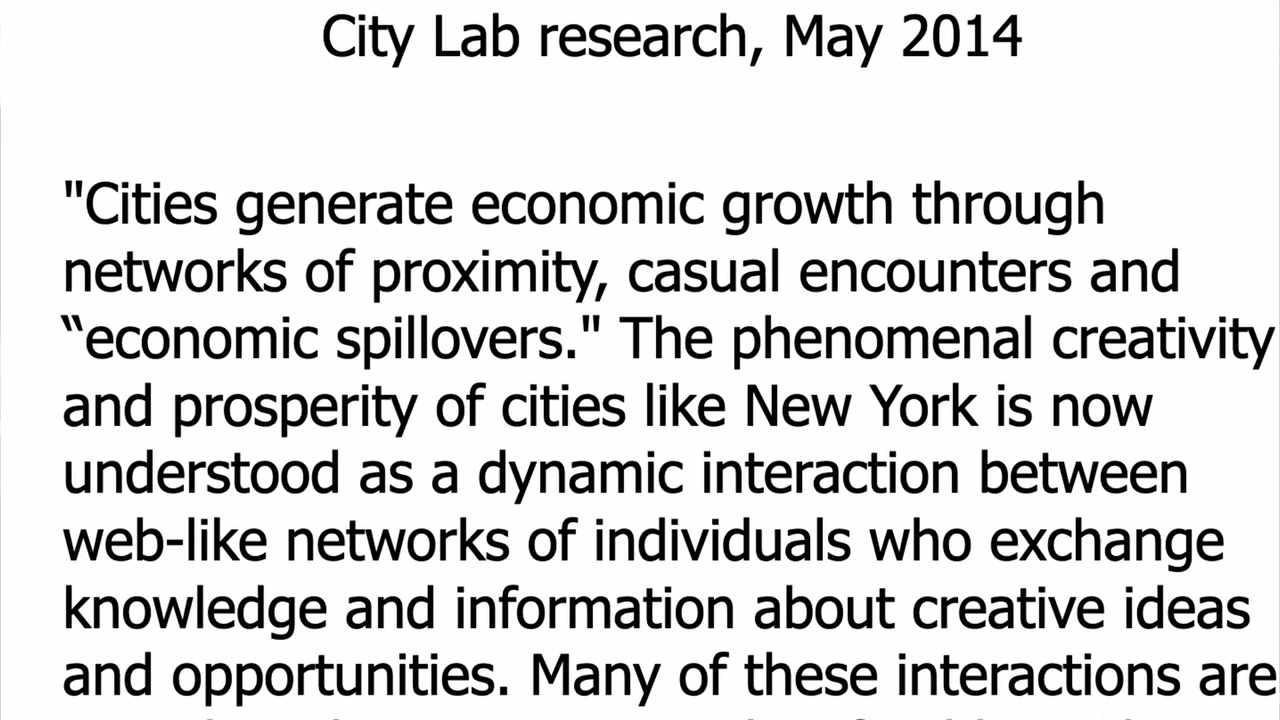 City Lab research, May 2014
"Cities generate economic growth through
networks of proximity, casual encounters and
“economic spillovers." The phenomenal creativity
and prosperity of cities like New York is now
understood as a dynamic interaction between
web-like networks of individuals who exchange
knowledge and information about creative ideas
and opportunities. Many of these interactions are